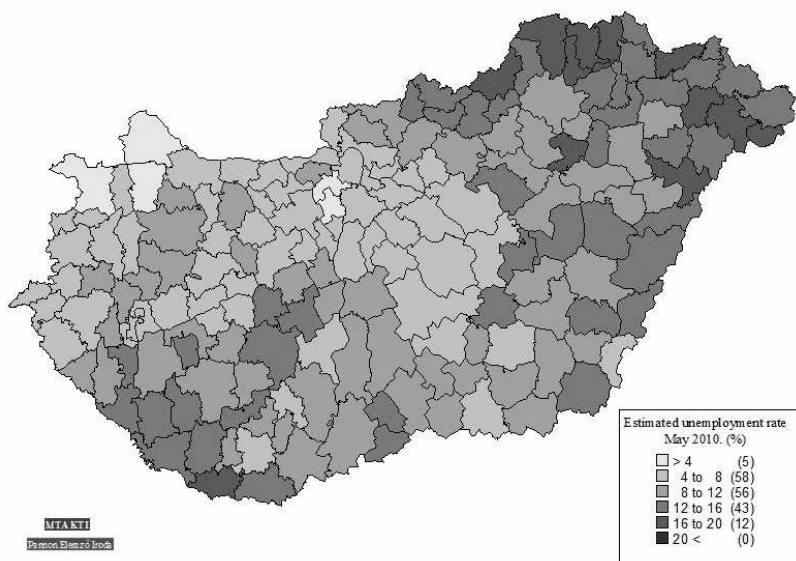 Estimated unemployment rate
May 2010. (%)
> 4 (5)
4 to 8 (58)
8 to 12 (56)
12 to 16 (43)
16 to 20 (12)
20 < (0)
MTA KTI
Pannon Elemző Iroda